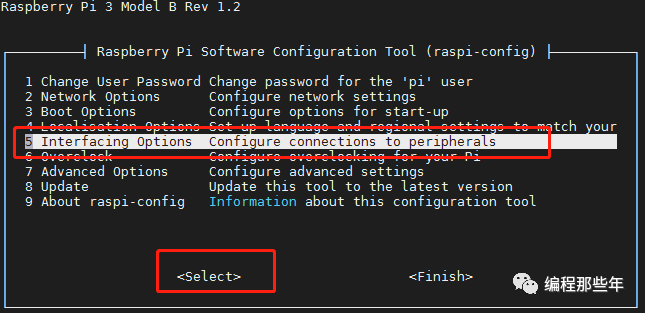 Raspberry Pi 3 Model B Rev 1.2
Raspberry Pi Software Configuration Tool (raspi-config)
1 Change User Password Change password for the 'pi' user
2 Network Options Configure network settings
3 Boot Options Configure options for start-up
4 Localisation Options Set up language and regional settings to match your
5 Interfacing Options Configure connections to peripherals
6 Overclock Configure overclocking for your Pi
7 Advanced Options Configure advanced settings
8 Update Update this tool to the latest version
9 About raspi-config Information about this configuration tool
<Select> <Finish>
编程那些年